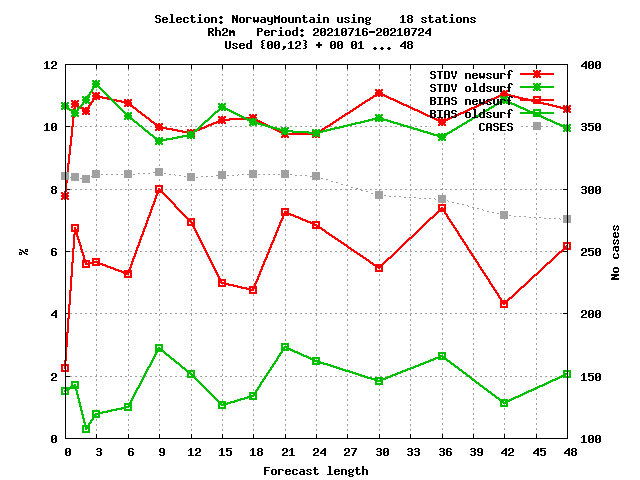 Selection: NorwayMountain using    18 stations
Rh2m   Period: 20210716-20210724
Used {00,12} + 00 01 ... 48
12
10
8
6
4
2
0
%
400
350
300
250
200
150
100
No cases
STDV newsurf
STDV oldsurf
BIAS newsurf
BIAS oldsurf
CASES
0 3 6 9 12 15 18 21 24 27 30 33 36 39 42 45 48
Forecast length